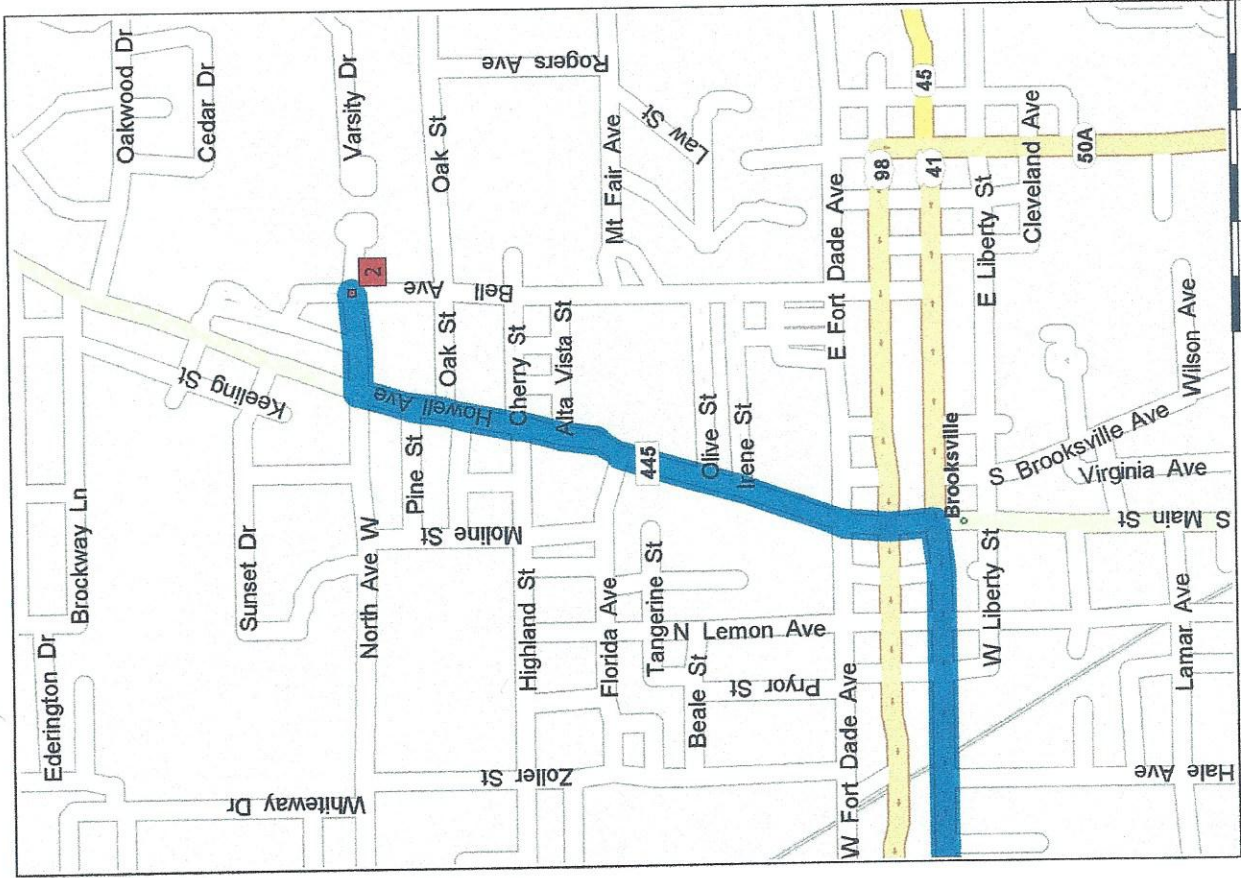 Oakwood Dr
Cedar Dr
Varsity Dr
Oak St
Rogers Ave
Mt Fair Ave
Law St
45
98
41
50A
Cleveland Ave
E Fort Dade Ave
E Liberty St
2
Bell Ave
Keeling St
Oak St
Cherry St
Alta Vista St
Howell Ave
Pine St
445
Olive St
Irene St
Brooksville
S Brooksville Ave
Wilson Ave
Virginia Ave
S Main St
Brockway Ln
Ederington Dr
Sunset Dr
North Ave W
Moline St
Highland St
Florida Ave
Tangerine St
N Lemon Ave
Beale St
Pryor St
W Liberty St
Lamar Ave
Zoller St
Whiteway Dr
W Fort Dade Ave
Hale Ave